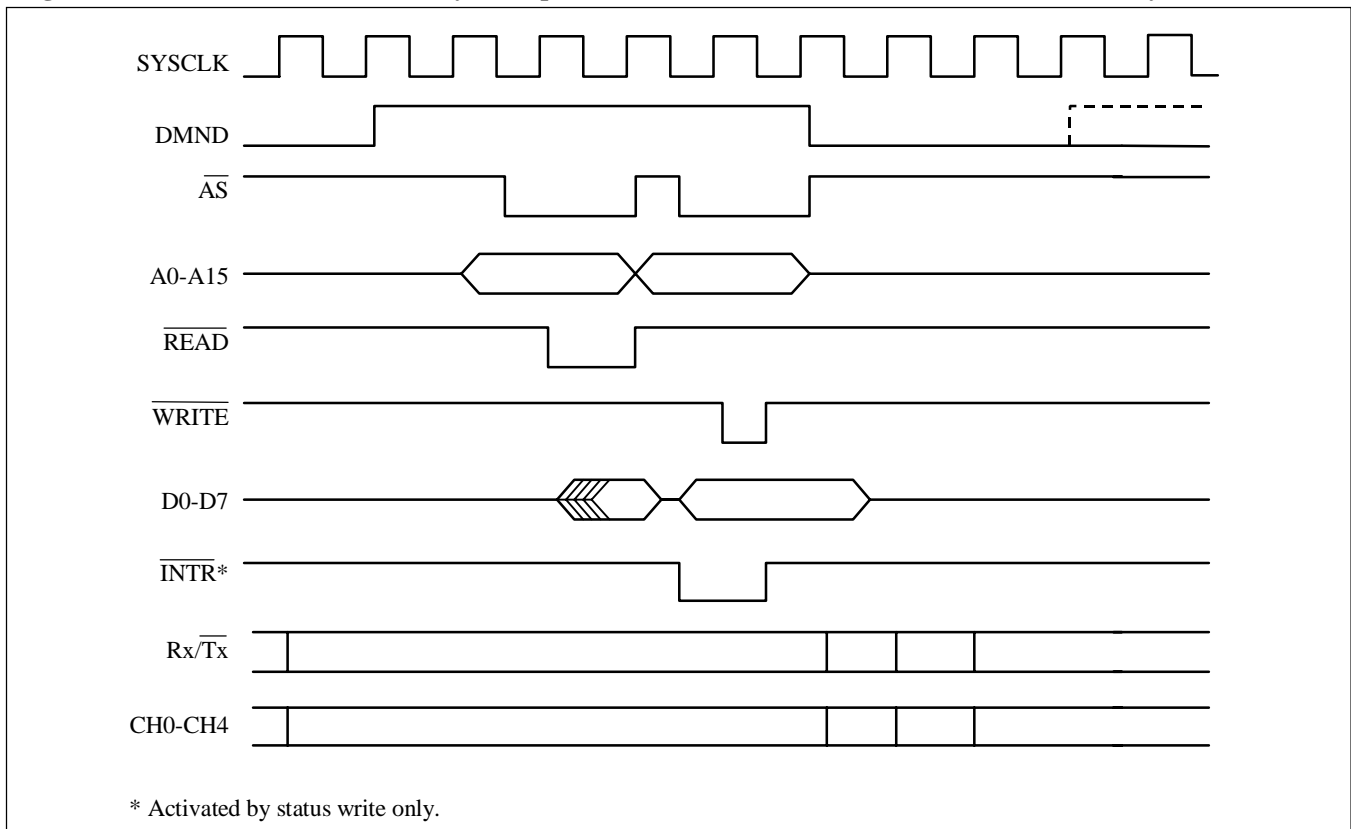 SYSCLK
DMND
AS
A0-A15
READ
WRITE
D0-D7
INTR*
Rx/Tx
CH0-CH4
* Activated by status write only.